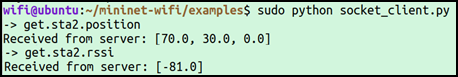 wifi@ubuntu:~/mininet-wifi/examples$ sudo python socket_client.py
-> get.sta2.position
Received from server: [70.0, 30.0, 0.0]
-> get.sta2.rssi
Received from server: [-81.0]